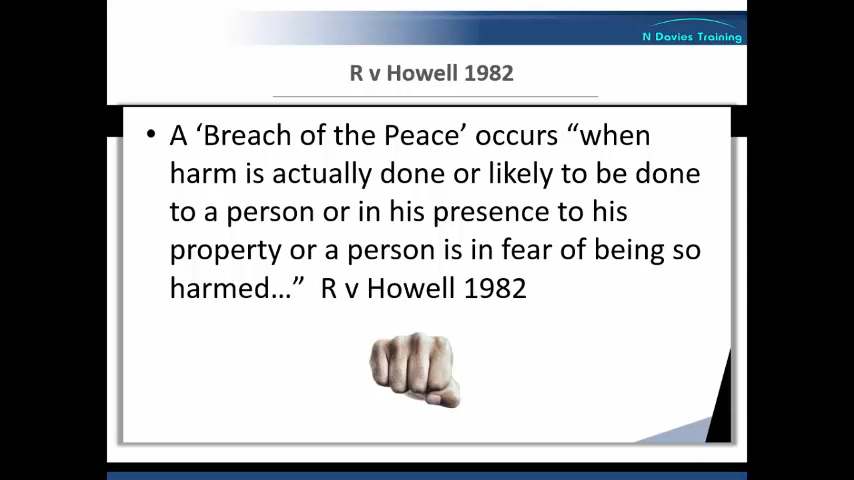 N Davies Training
R v Howell 1982
• A ‘Breach of the Peace’ occurs “when
harm is actually done or likely to be done
to a person or in his presence to his
property or a person is in fear of being so
harmed…” R v Howell 1982